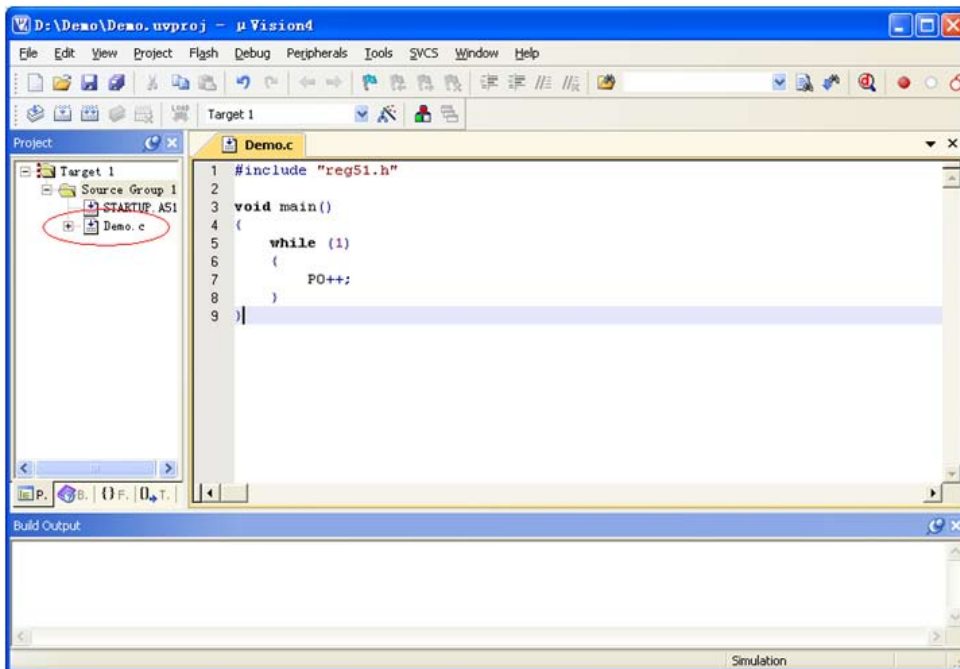 D:\Demo\Demo.uvproj - µVision4
File Edit View Project Flash Debug Peripherals Tools SVCS Window Help
Target 1
Project
Demo.c
Target 1
Source Group 1
STARTUP.A51
Demo.c
1 #include "reg51.h"
2
3 void main()
4 {
5 while (1)
6 {
7 P0++;
8 }
9 }
P. B. {} F. 0 T.
Build Output
Simulation